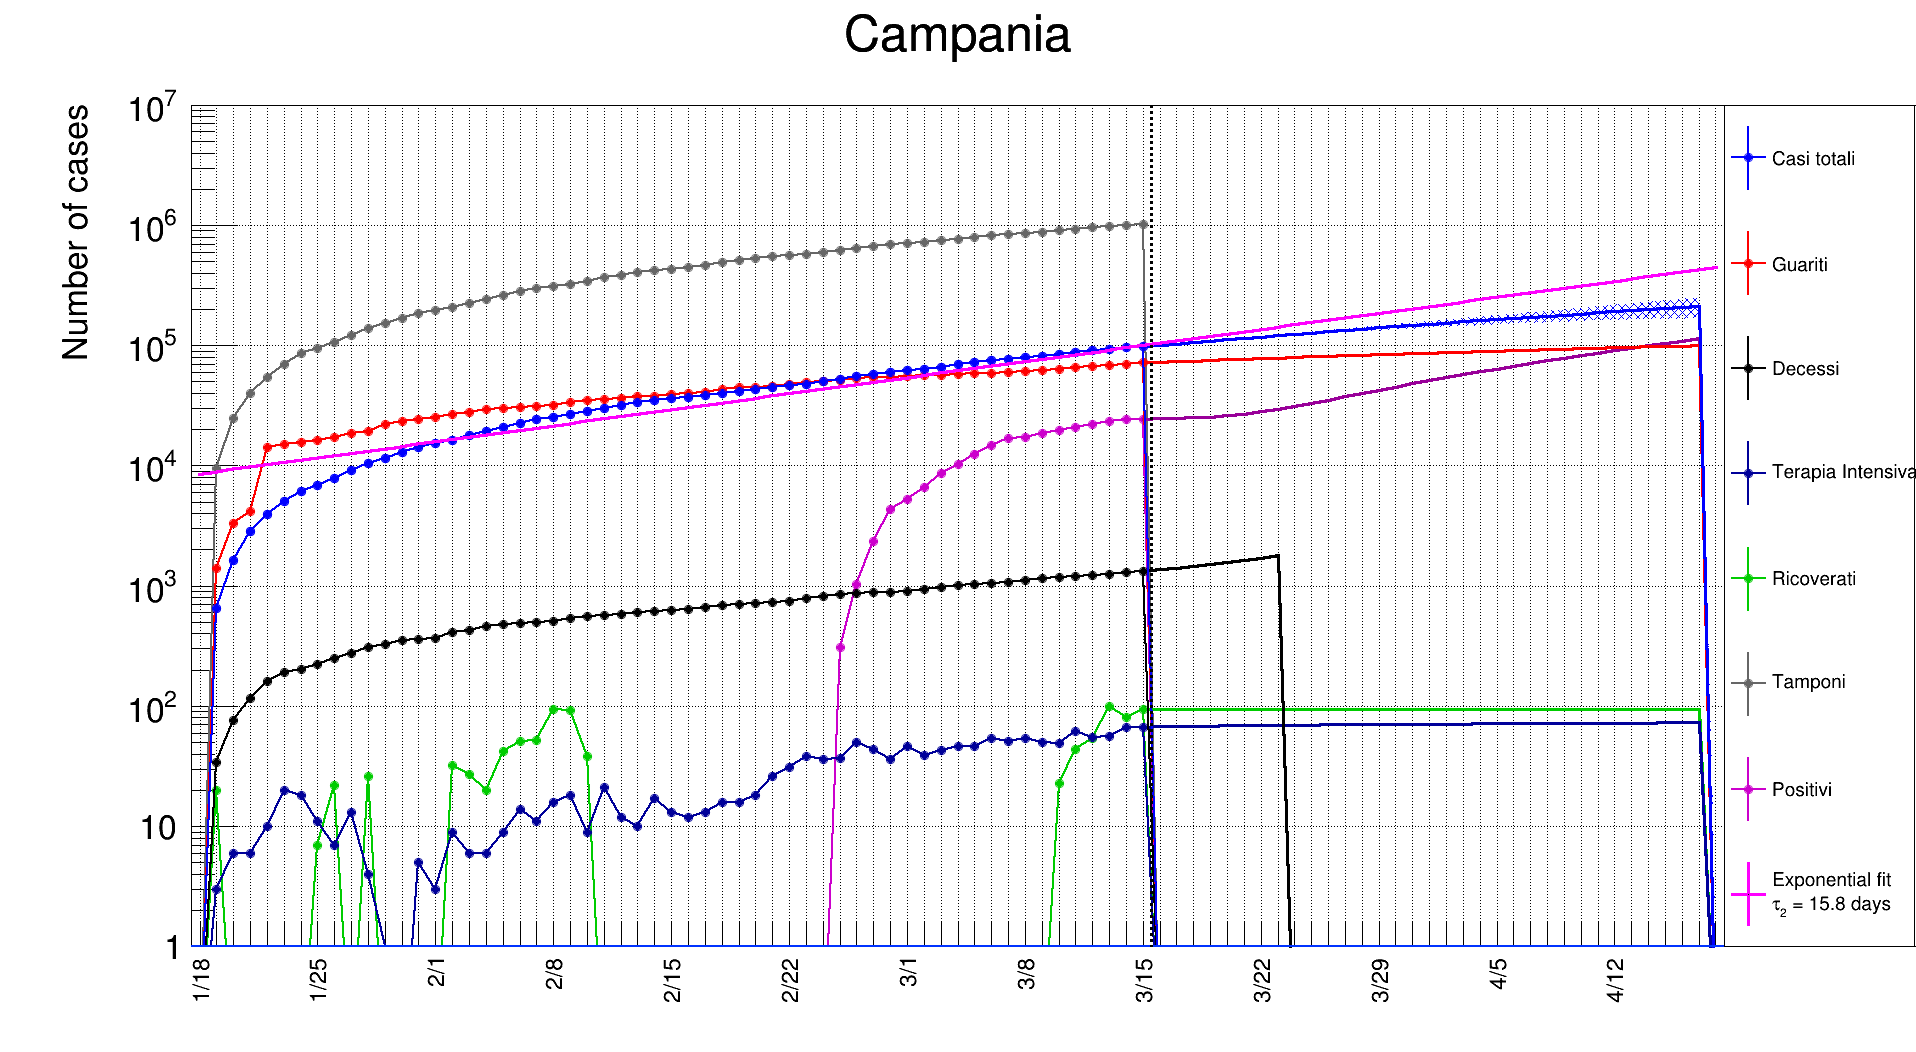 Campania
Number of cases
10^7
10^6
10^5
10^4
10^3
10^2
10
1
1/18 1/25 2/1 2/8 2/15 2/22 3/1 3/8 3/15 3/22 3/29 4/5 4/12
Casi totali
Guariti
Decessi
Terapia Intensiva
Ricoverati
Tamponi
Positivi
Exponential fit
τ_2 = 15.8 days